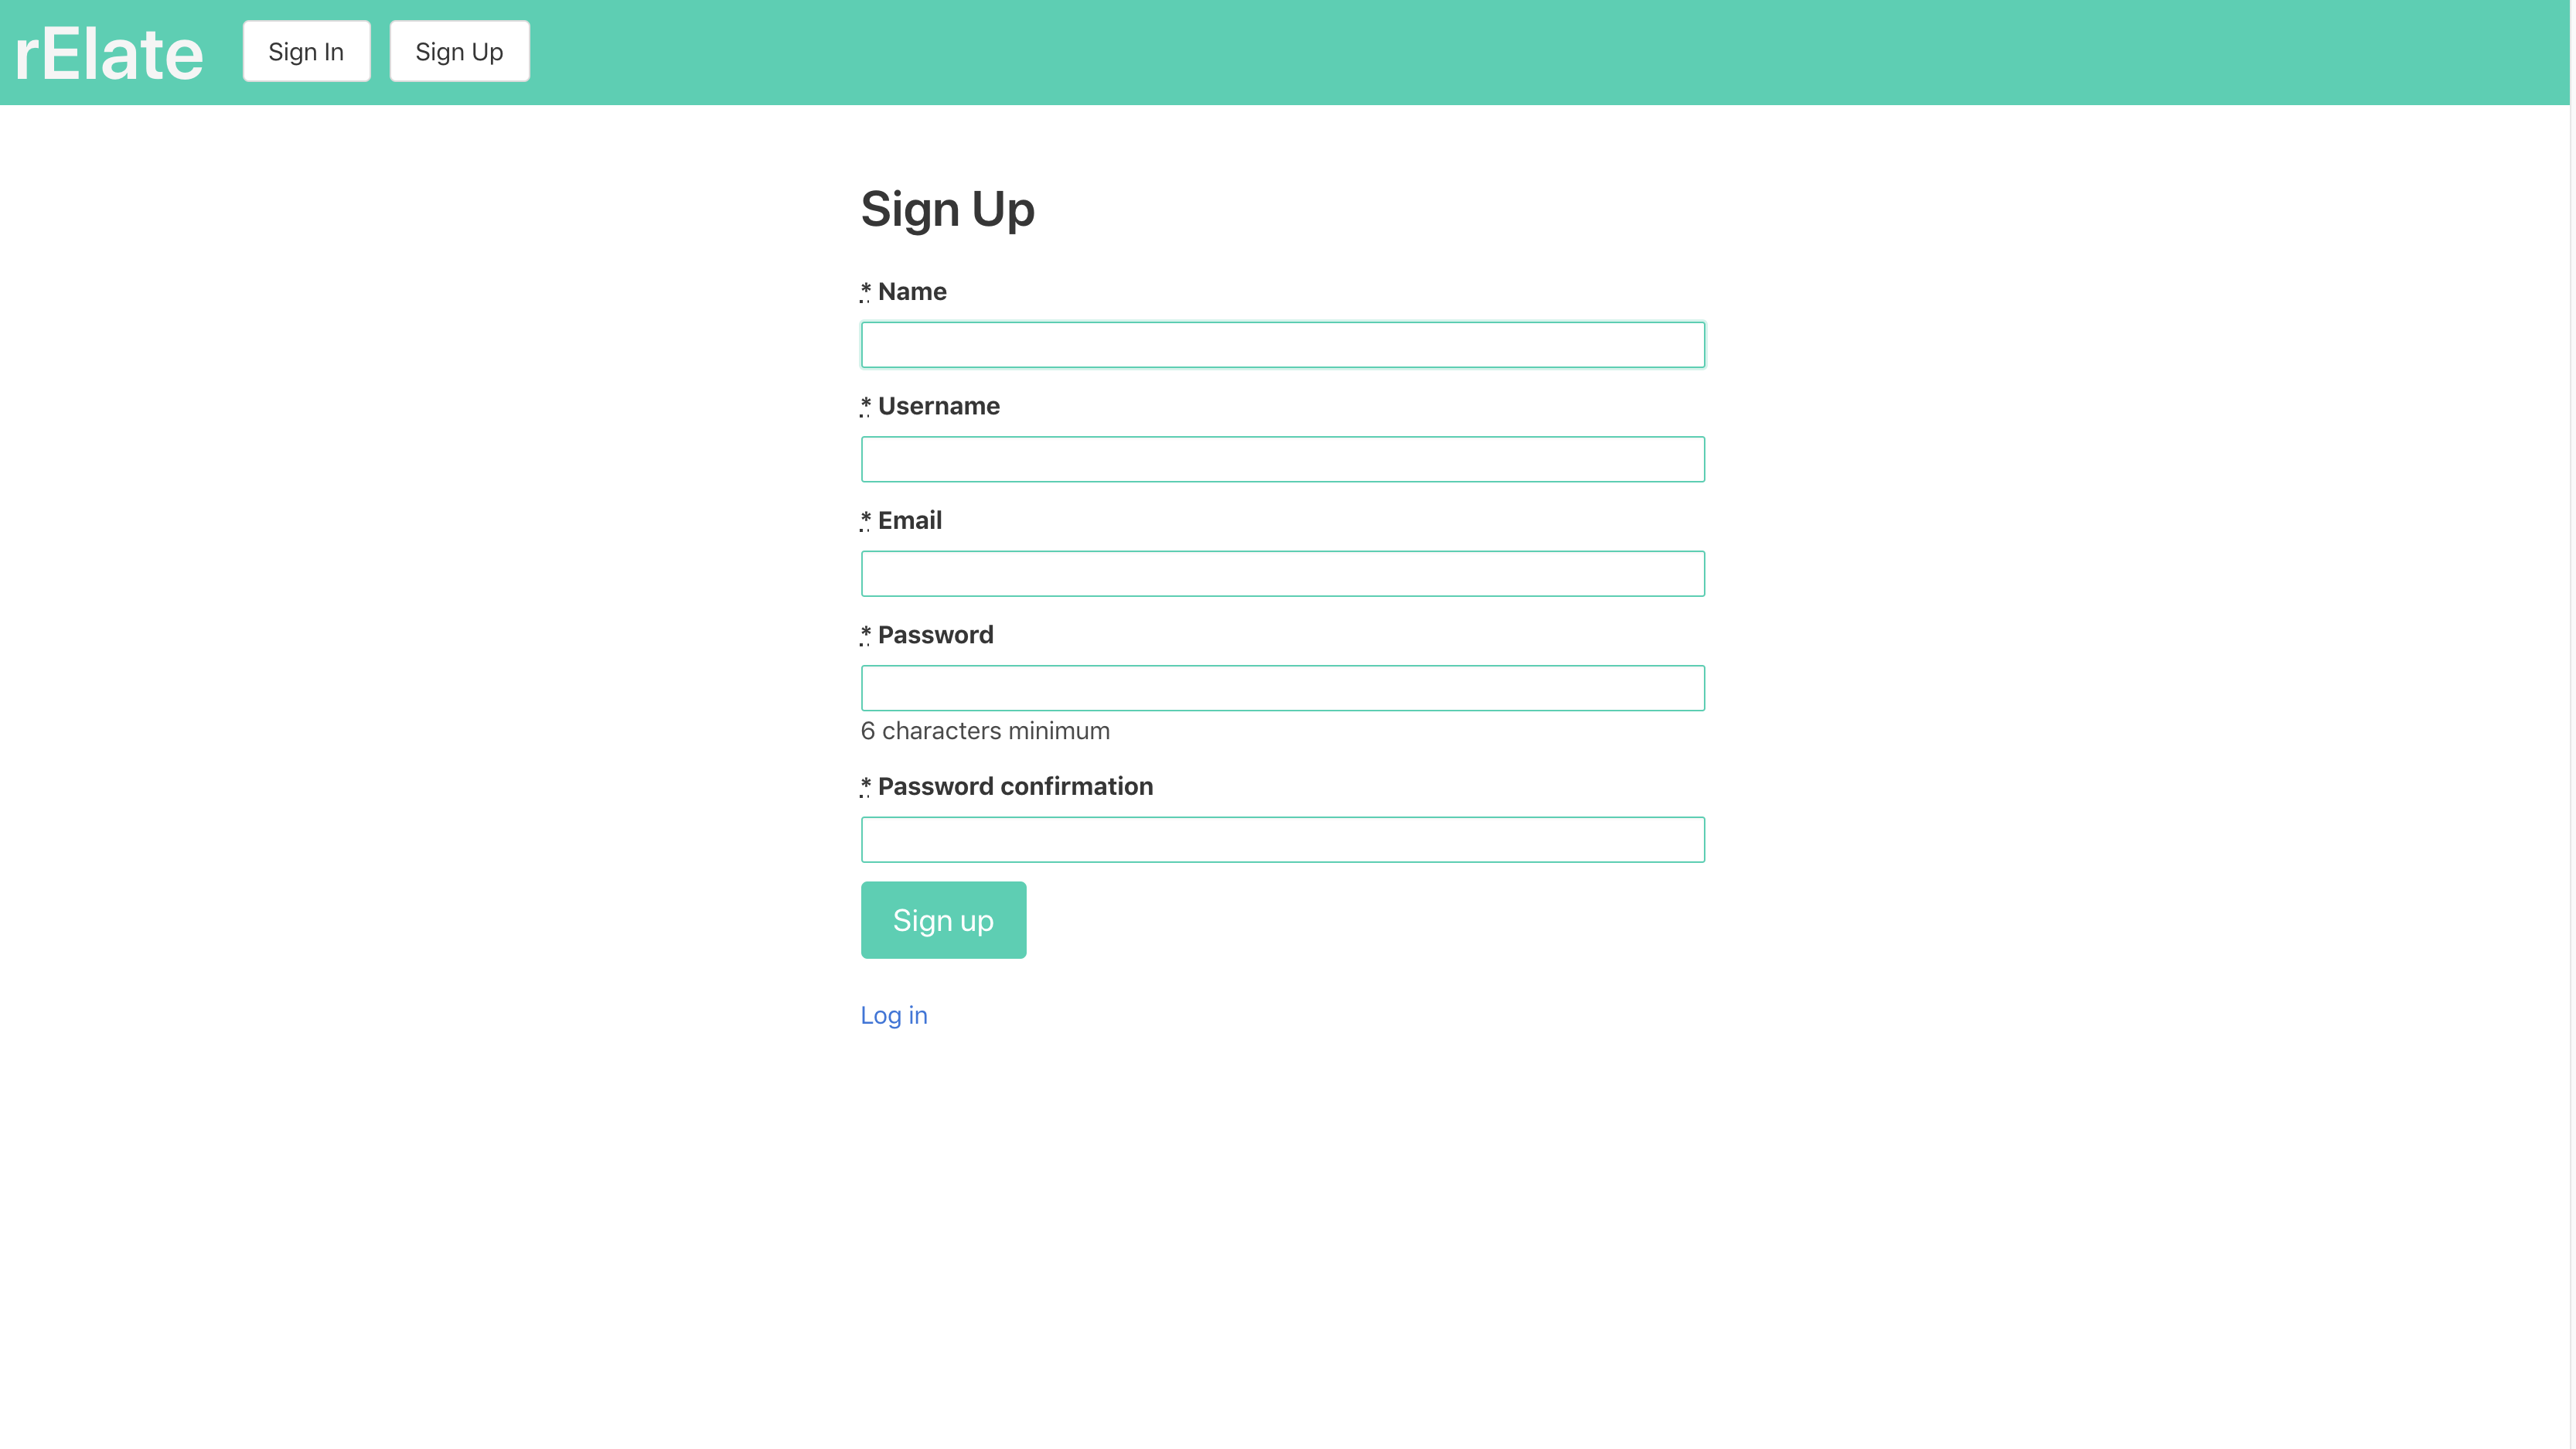 rElate Sign In Sign Up
Sign Up
* Name
* Username
* Email
* Password
6 characters minimum
* Password confirmation
Sign up
Log in